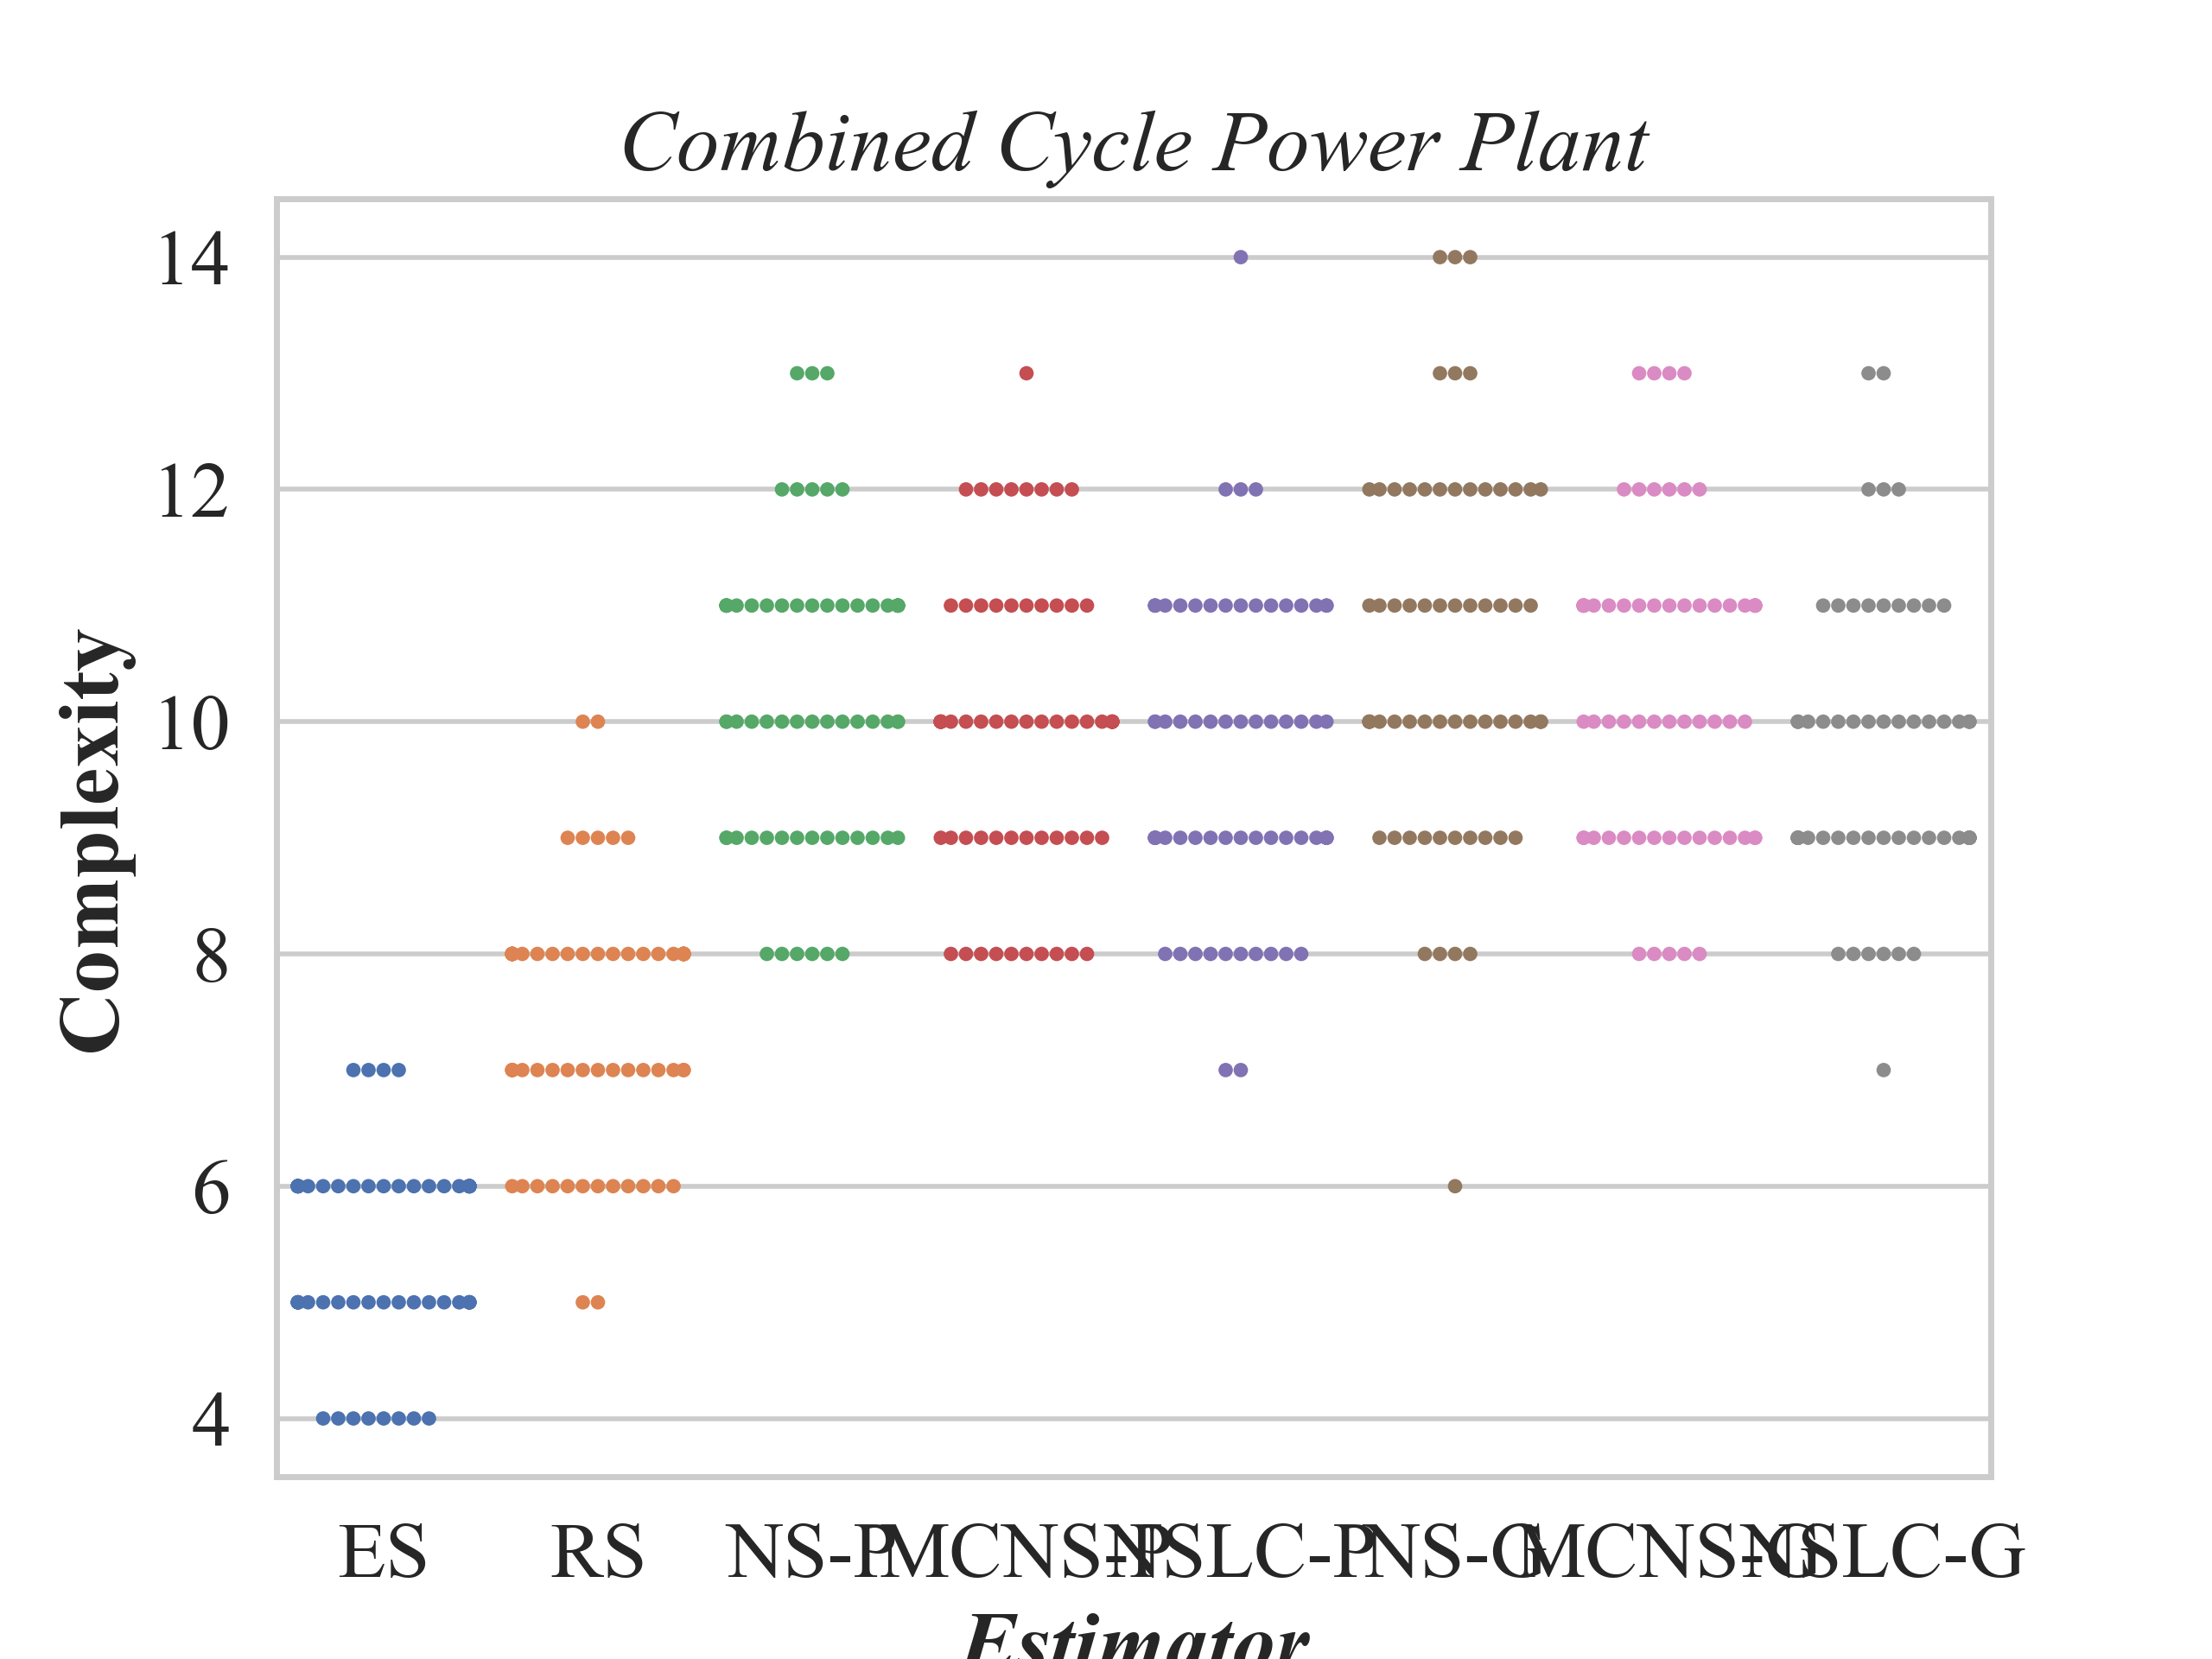 Combined Cycle Power Plant
14
12
10
8
6
4
Complexity
ES RS NS-P MCNS-P NSLC-P NS-G MCNS-G NSLC-G
Estimator